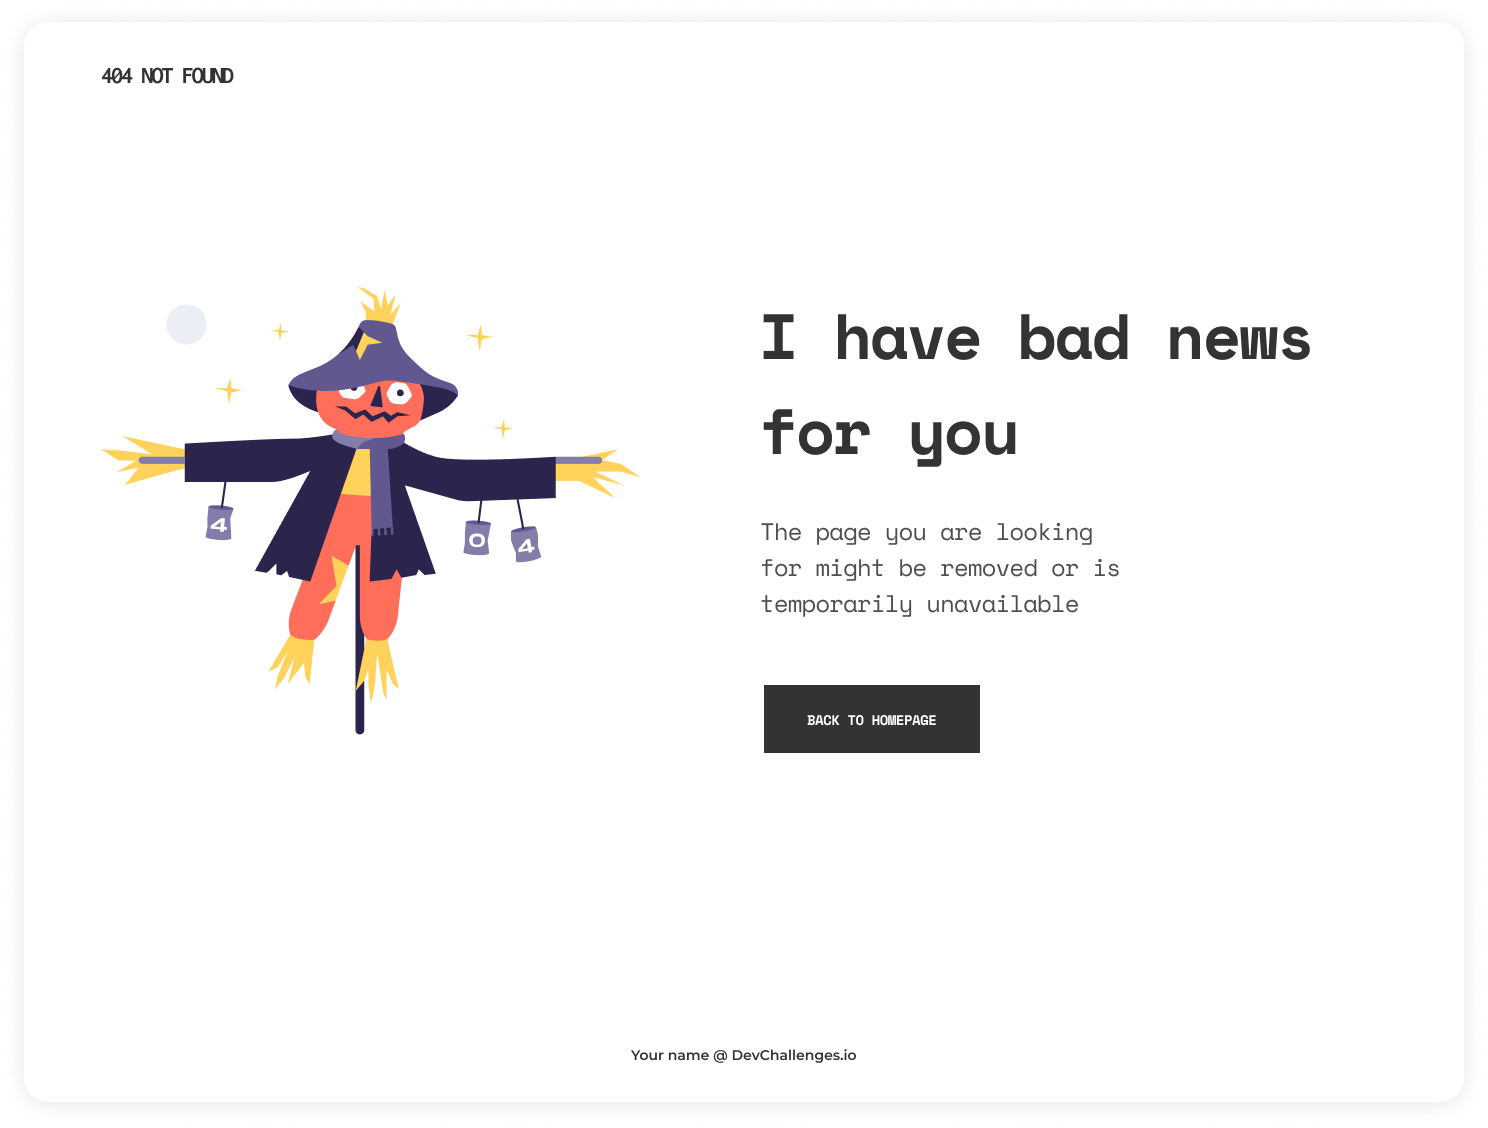 404 NOT FOUND
I have bad news
for you
The page you are looking
for might be removed or is
temporarily unavailable
4
0
4
BACK TO HOMEPAGE
Your name @ DevChallenges.io